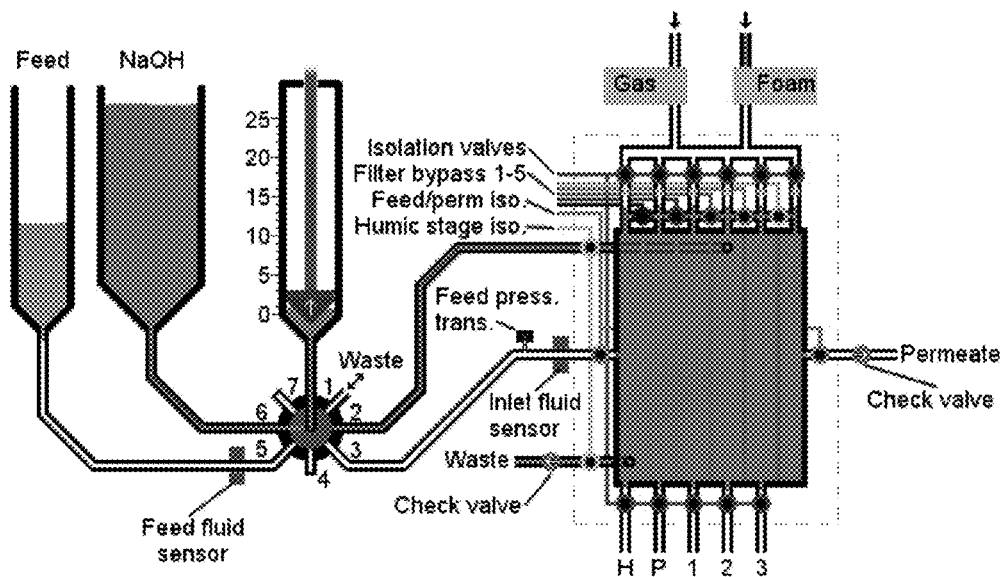 Feed
NaOH
Gas
Foam
25
20
15
10
5
0
Isolation valves
Filter bypass 1-5
Feed/perm iso.
Humic stage iso.
Feed press.
trans.
Waste
7
1
6
2
5
3
4
Inlet fluid
sensor
Permeate
Check valve
Waste
Check valve
Feed fluid
sensor
H P 1 2 3